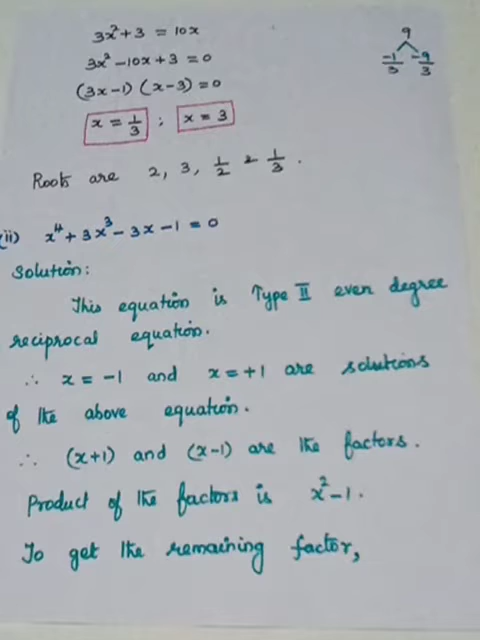 3x²+3 = 10x
9
3x²-10x+3 = 0
-1/3 -9/3
(3x-1) (x-3) = 0
x = 1/3 ; x = 3
Roots are 2, 3, 1/2 & 1/3.
(ii) x⁴ + 3x³ - 3x - 1 = 0
Solution:
This equation is Type II even degree
reciprocal equation.
∴ x = -1 and x = +1 are solutions
of the above equation.
∴ (x+1) and (x-1) are the factors.
Product of the factors is x²-1.
To get the remaining factor,